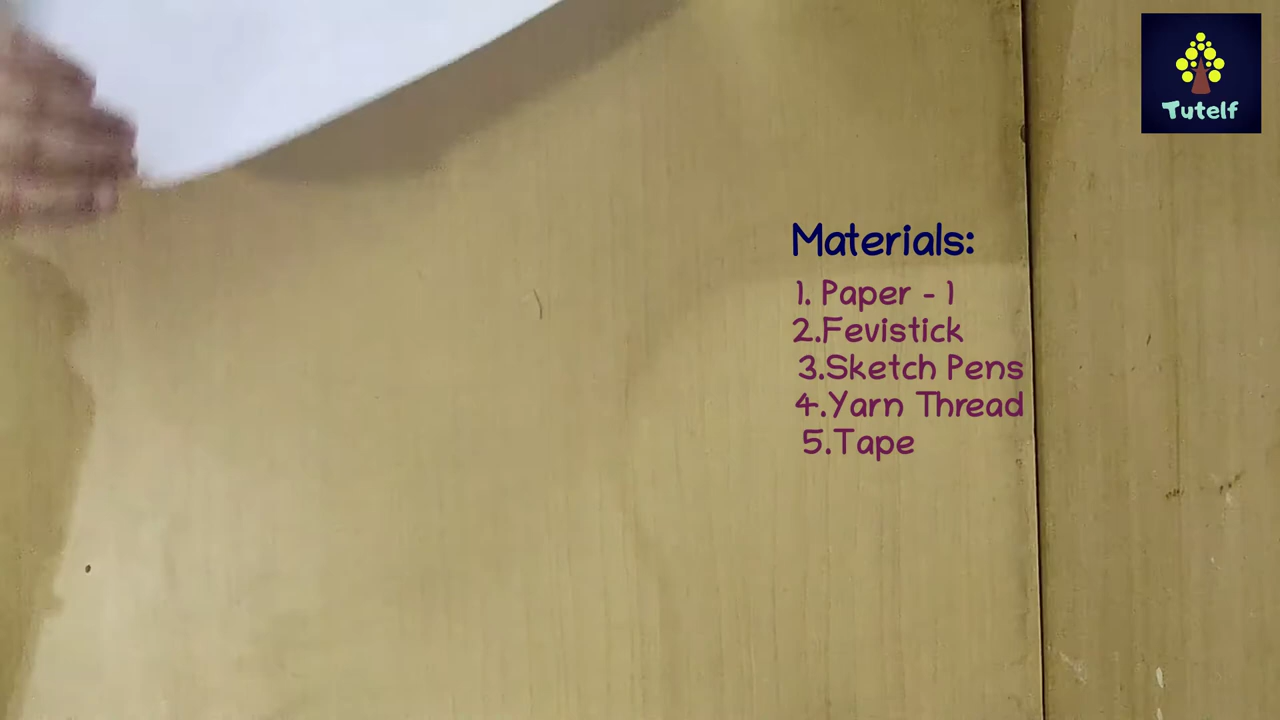 Tutelf
Materials:
1. Paper - 1
2.Fevistick
3.Sketch Pens
4.Yarn Thread
5.Tape